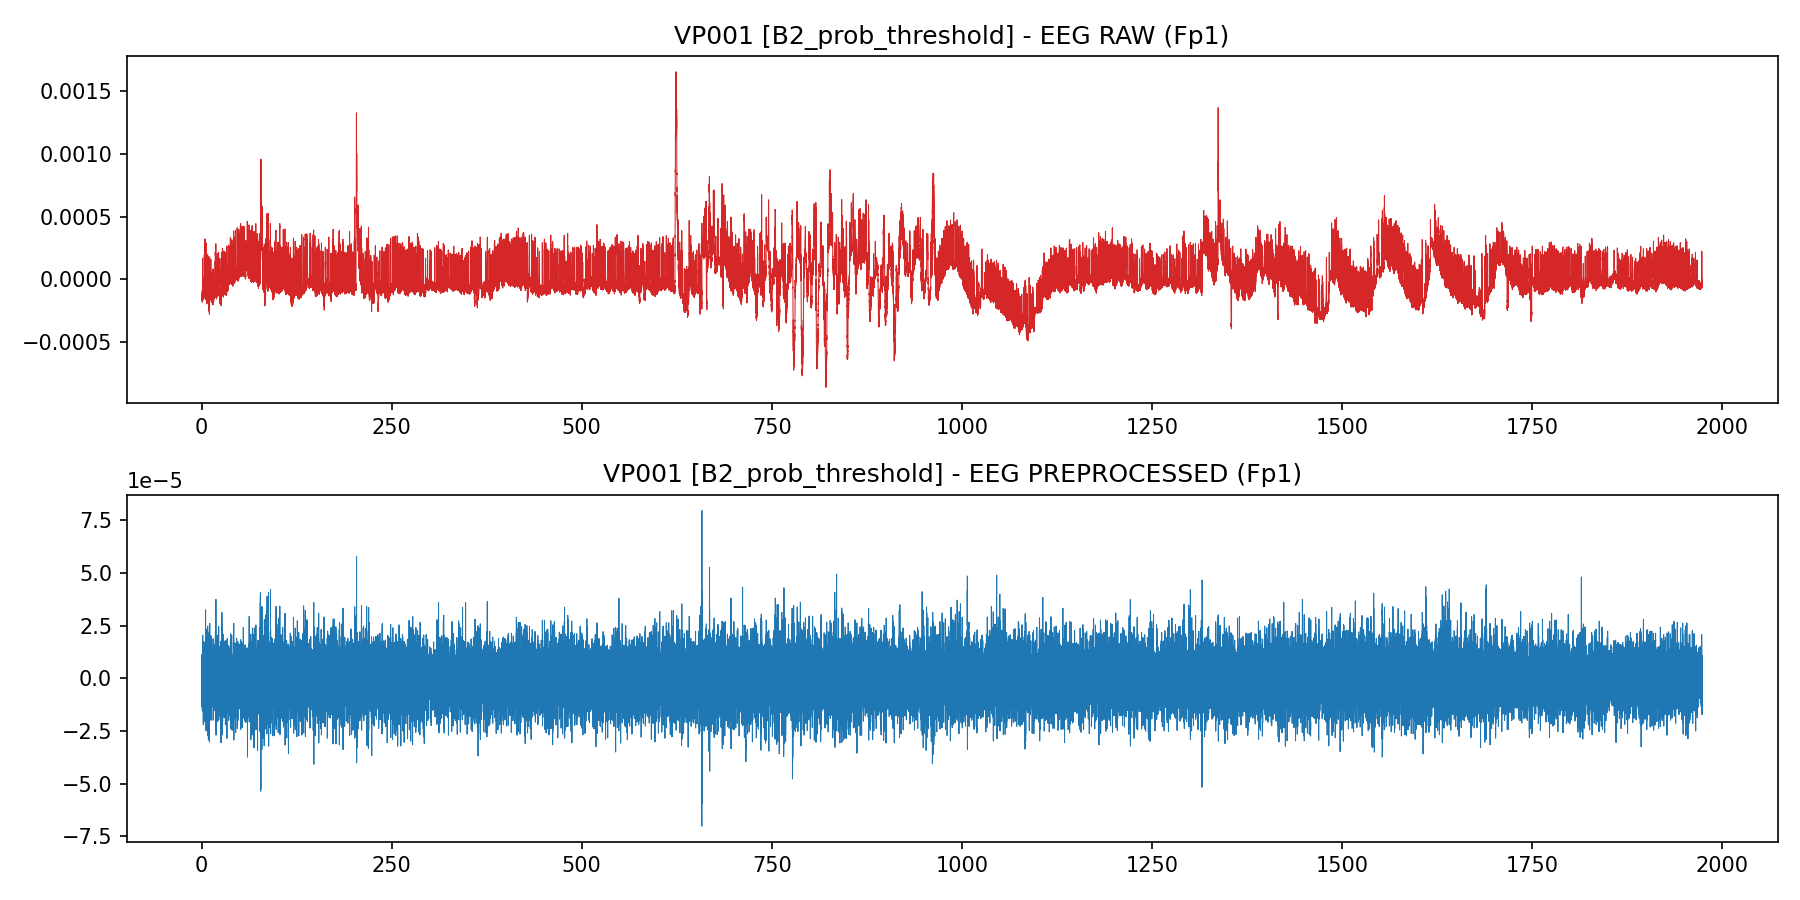 VP001 [B2_prob_threshold] - EEG RAW (Fp1)
0.0015
0.0010
0.0005
0.0000
−0.0005
0 250 500 750 1000 1250 1500 1750 2000
VP001 [B2_prob_threshold] - EEG PREPROCESSED (Fp1)
1e−5
7.5
5.0
2.5
0.0
−2.5
−5.0
−7.5
0 250 500 750 1000 1250 1500 1750 2000